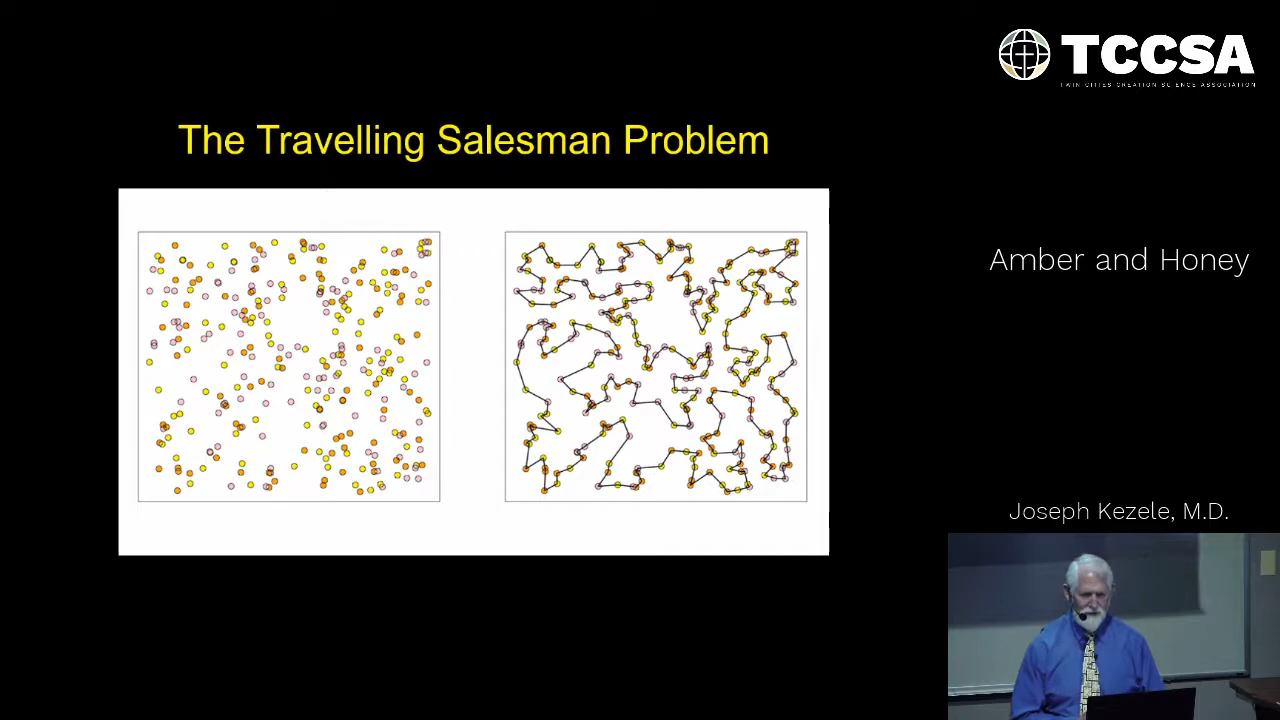 TCCSA
TWIN CITIES CREATION SCIENCE ASSOCIATION
The Travelling Salesman Problem
Amber and Honey
Joseph Kezele, M.D.